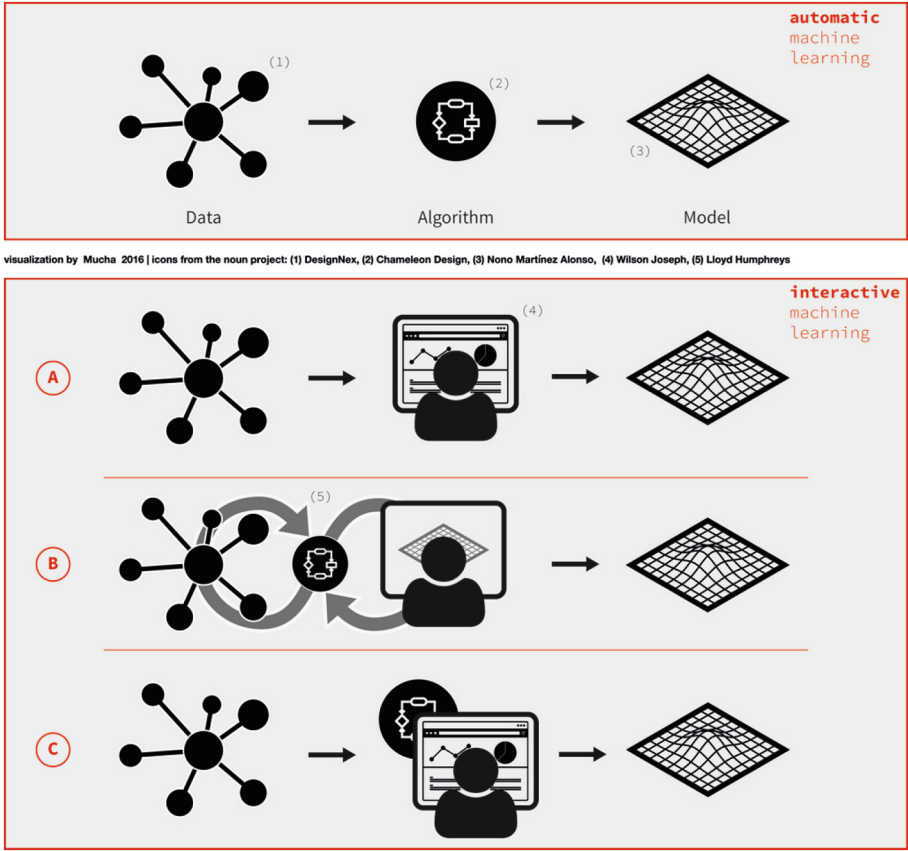 automatic
machine
learning
(1)
(2)
(3)
Data
Algorithm
Model
visualization by Mucha 2016 | icons from the noun project: (1) DesignNex, (2) Chameleon Design, (3) Nono Martínez Alonso, (4) Wilson Joseph, (5) Lloyd Humphreys
interactive
machine
learning
(4)
A
(5)
B
C